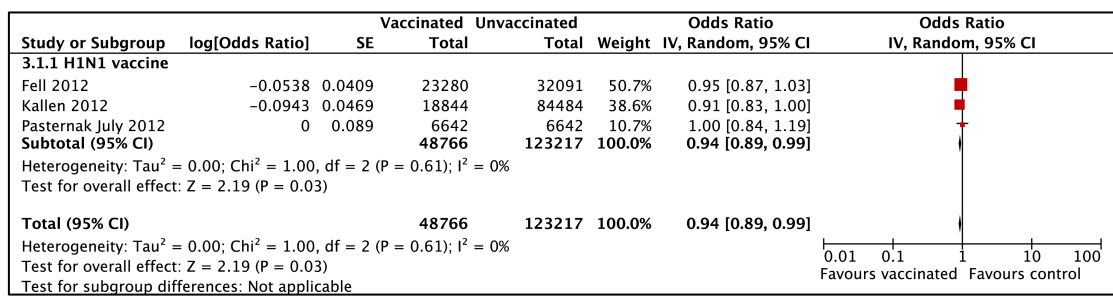 Vaccinated Unvaccinated Odds Ratio Odds Ratio
Study or Subgroup log[Odds Ratio] SE Total Total Weight IV, Random, 95% CI IV, Random, 95% CI
3.1.1 H1N1 vaccine
Fell 2012 −0.0538 0.0409 23280 32091 50.7% 0.95 [0.87, 1.03]
Kallen 2012 −0.0943 0.0469 18844 84484 38.6% 0.91 [0.83, 1.00]
Pasternak July 2012 0 0.089 6642 6642 10.7% 1.00 [0.84, 1.19]
Subtotal (95% CI) 48766 123217 100.0% 0.94 [0.89, 0.99]
Heterogeneity: Tau² = 0.00; Chi² = 1.00, df = 2 (P = 0.61); I² = 0%
Test for overall effect: Z = 2.19 (P = 0.03)
Total (95% CI) 48766 123217 100.0% 0.94 [0.89, 0.99]
Heterogeneity: Tau² = 0.00; Chi² = 1.00, df = 2 (P = 0.61); I² = 0%
Test for overall effect: Z = 2.19 (P = 0.03)
Test for subgroup differences: Not applicable
0.01 0.1 1 10 100
Favours vaccinated Favours control